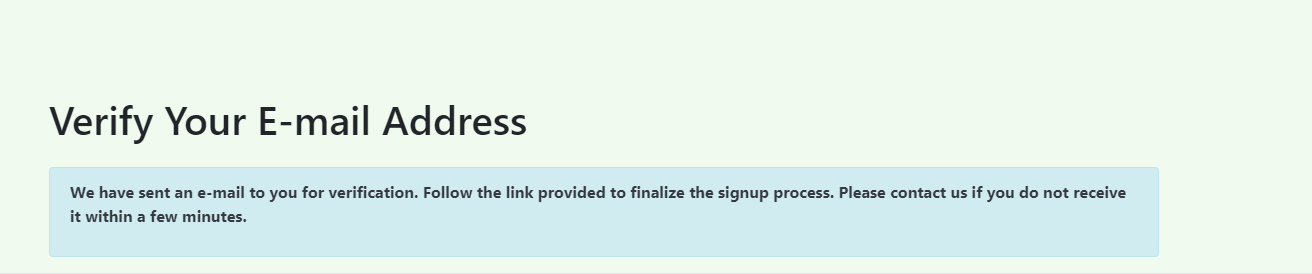 Verify Your E-mail Address
We have sent an e-mail to you for verification. Follow the link provided to finalize the signup process. Please contact us if you do not receive
it within a few minutes.